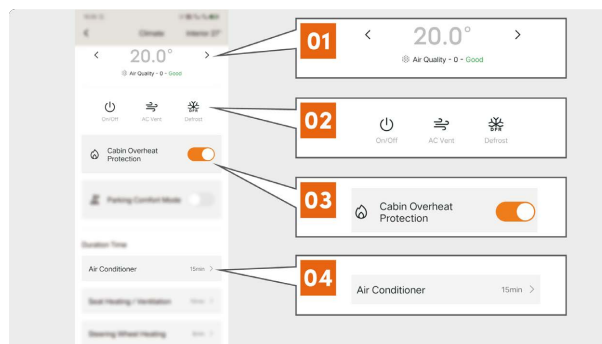 Climate
Interior 27°
20.0°
Air Quality - 0 - Good
On/Off AC Vent Defrost
Cabin Overheat
Protection
Parking Comfort Mode
Duration Time
Air Conditioner 15min
Seat Heating / Ventilation
Steering Wheel Heating
01
20.0°
Air Quality - 0 - Good
02
On/Off AC Vent Defrost
03
Cabin Overheat
Protection
04
Air Conditioner 15min